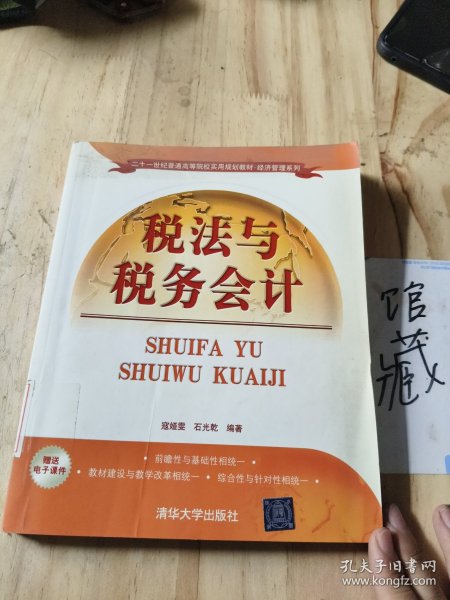 二十一世纪普通高等院校实用规划教材·经济管理系列
税法与
税务会计
SHUIFA YU
SHUIWU KUAIJI
寇娅雯 石光乾 编著
赠送
电子课件
·前瞻性与基础性相统一·
·教材建设与教学改革相统一· 综合性与针对性相统一·
清华大学出版社
馆
藏
孔夫子旧书网
www.kongfz.com